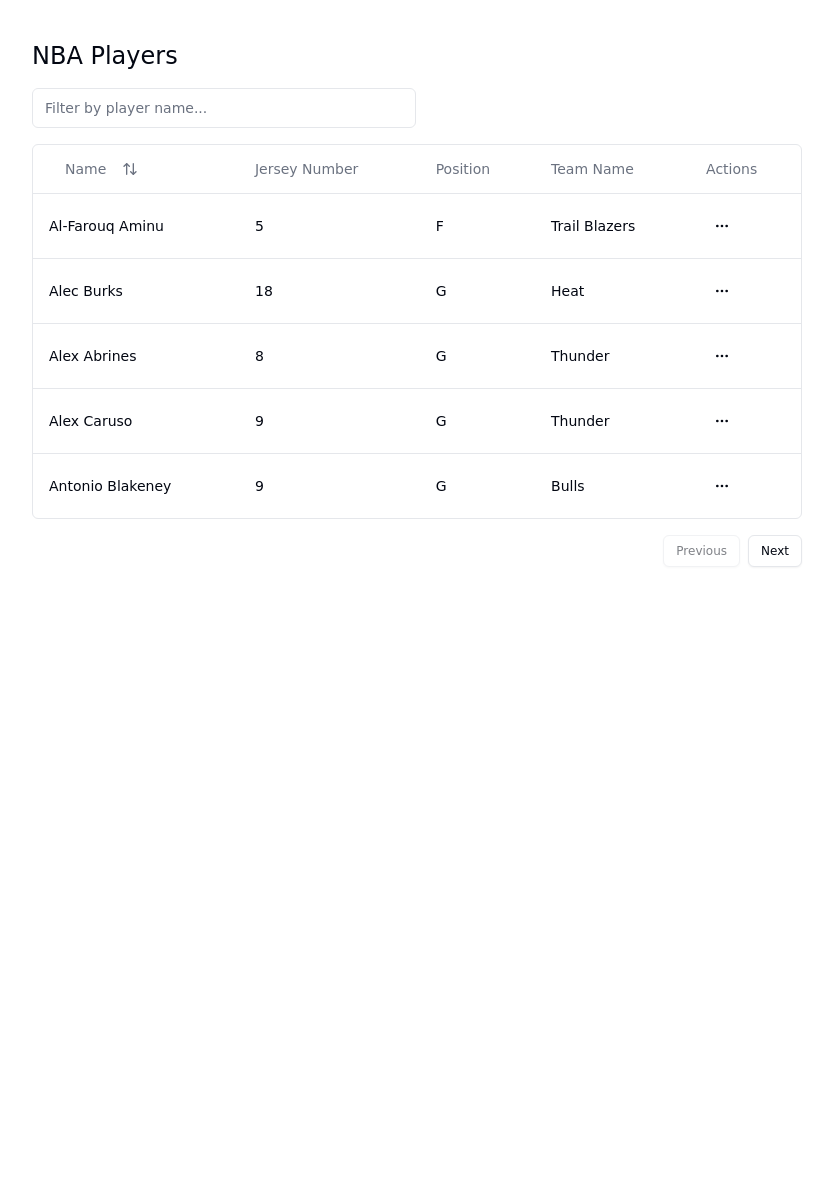 NBA Players
Filter by player name...
Name Jersey Number Position Team Name Actions
Al-Farouq Aminu 5 F Trail Blazers ...
Alec Burks 18 G Heat ...
Alex Abrines 8 G Thunder ...
Alex Caruso 9 G Thunder ...
Antonio Blakeney 9 G Bulls ...
Previous Next